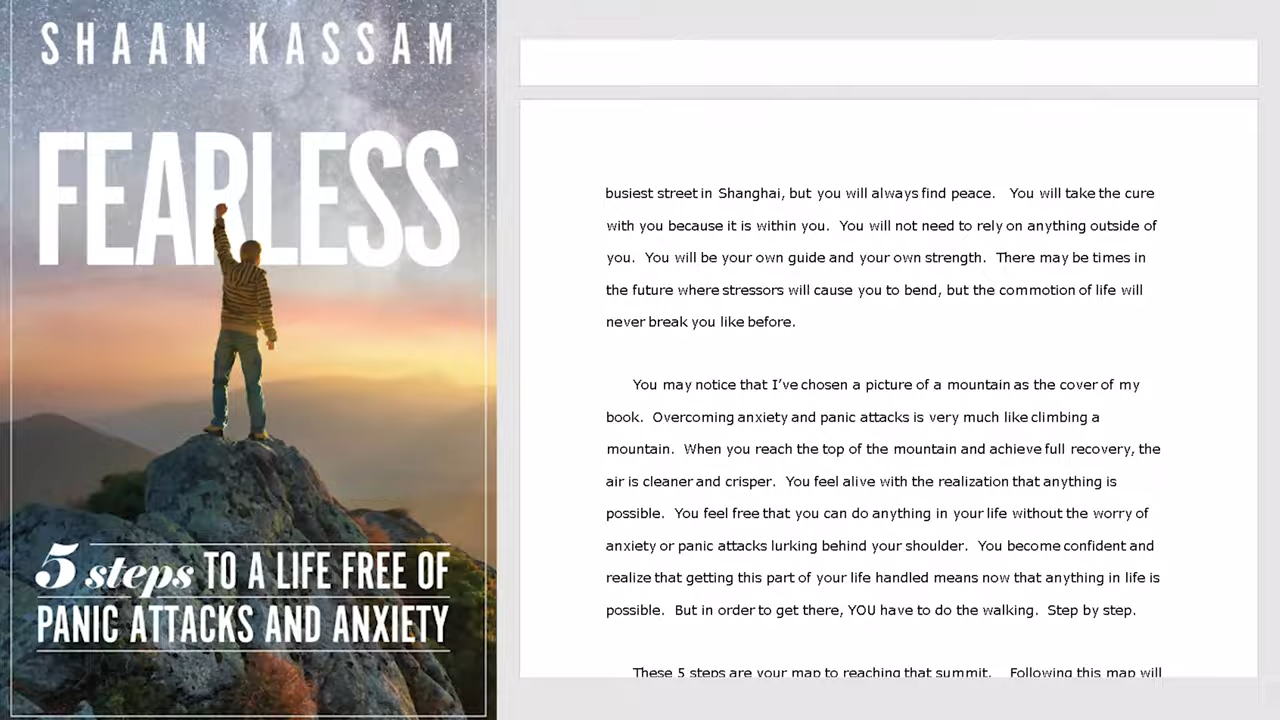 SHAAN KASSAM
FEARLESS
5 steps TO A LIFE FREE OF
PANIC ATTACKS AND ANXIETY
busiest street in Shanghai, but you will always find peace. You will take the cure
with you because it is within you. You will not need to rely on anything outside of
you. You will be your own guide and your own strength. There may be times in
the future where stressors will cause you to bend, but the commotion of life will
never break you like before.
You may notice that I've chosen a picture of a mountain as the cover of my
book. Overcoming anxiety and panic attacks is very much like climbing a
mountain. When you reach the top of the mountain and achieve full recovery, the
air is cleaner and crisper. You feel alive with the realization that anything is
possible. You feel free that you can do anything in your life without the worry of
anxiety or panic attacks lurking behind your shoulder. You become confident and
realize that getting this part of your life handled means now that anything in life is
possible. But in order to get there, YOU have to do the walking. Step by step.
These 5 steps are your map to reaching that summit. Following this map will